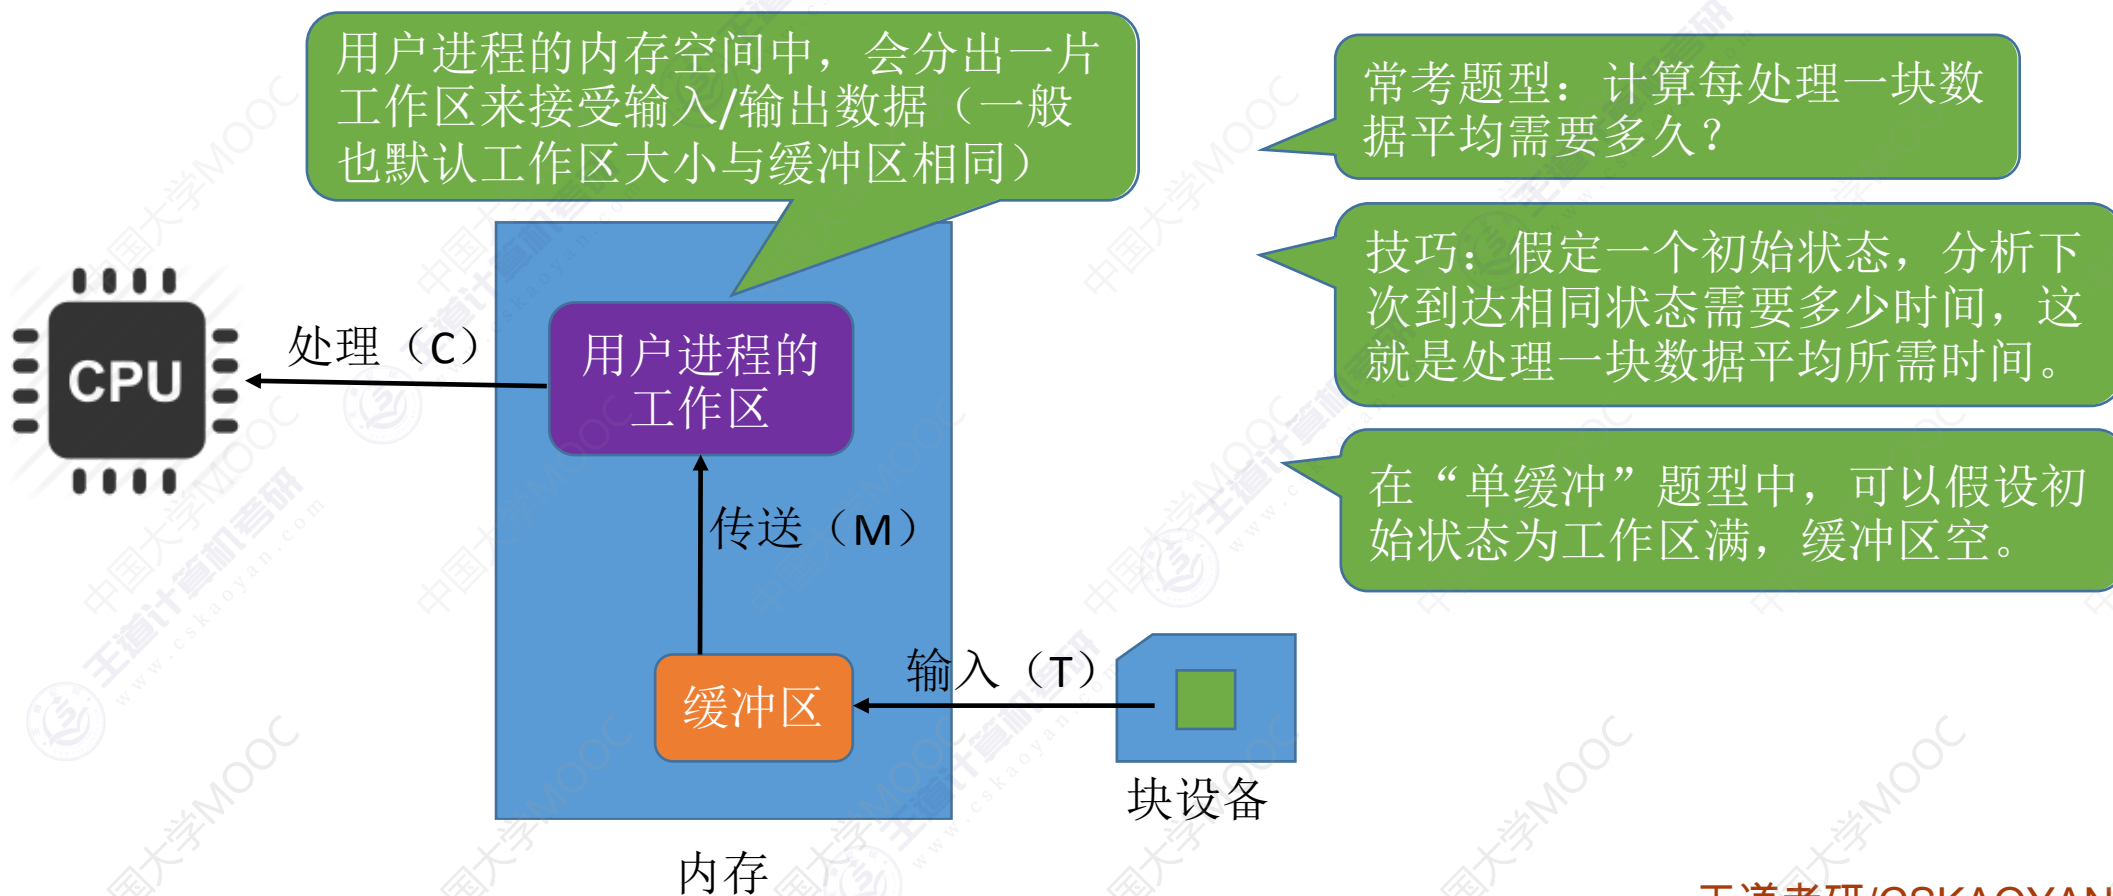 用户进程的内存空间中，会分出一片
工作区来接受输入/输出数据（一般
也默认工作区大小与缓冲区相同）
常考题型：计算每处理一块数
据平均需要多久？
技巧：假定一个初始状态，分析下
次到达相同状态需要多少时间，这
就是处理一块数据平均所需时间。
在“单缓冲”题型中，可以假设初
始状态为工作区满，缓冲区空。
CPU
处理（C）
用户进程的
工作区
传送（M）
缓冲区
输入（T）
块设备
内存
王道考研/CSKAOYAN